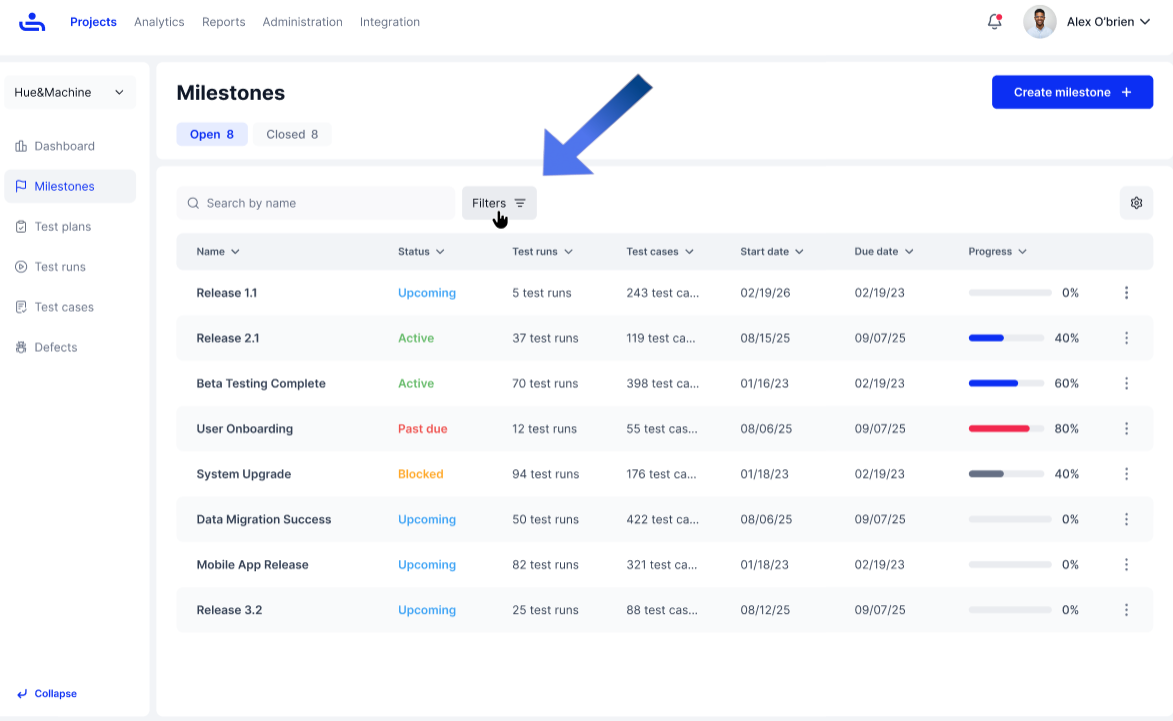 Projects Analytics Reports Administration Integration Alex O'brien
Hue&Machine
Milestones
Create milestone
Open 8 Closed 8
Dashboard
Milestones
Test plans
Test runs
Test cases
Defects
Search by name Filters
Name Status Test runs Test cases Start date Due date Progress
Release 1.1 Upcoming 5 test runs 243 test ca... 02/19/26 02/19/23 0%
Release 2.1 Active 37 test runs 119 test ca... 08/15/25 09/07/25 40%
Beta Testing Complete Active 70 test runs 398 test ca... 01/16/23 02/19/23 60%
User Onboarding Past due 12 test runs 55 test cas... 08/06/25 09/07/25 80%
System Upgrade Blocked 94 test runs 176 test ca... 01/18/23 02/19/23 40%
Data Migration Success Upcoming 50 test runs 422 test ca... 08/06/25 09/07/25 0%
Mobile App Release Upcoming 82 test runs 321 test ca... 01/18/23 02/19/23 0%
Release 3.2 Upcoming 25 test runs 88 test cas... 08/12/25 09/07/25 0%
Collapse